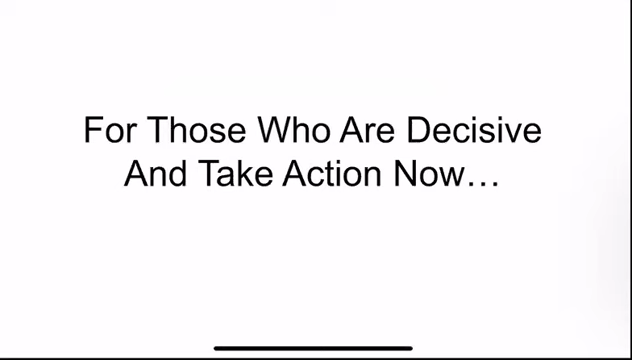 For Those Who Are Decisive
And Take Action Now…